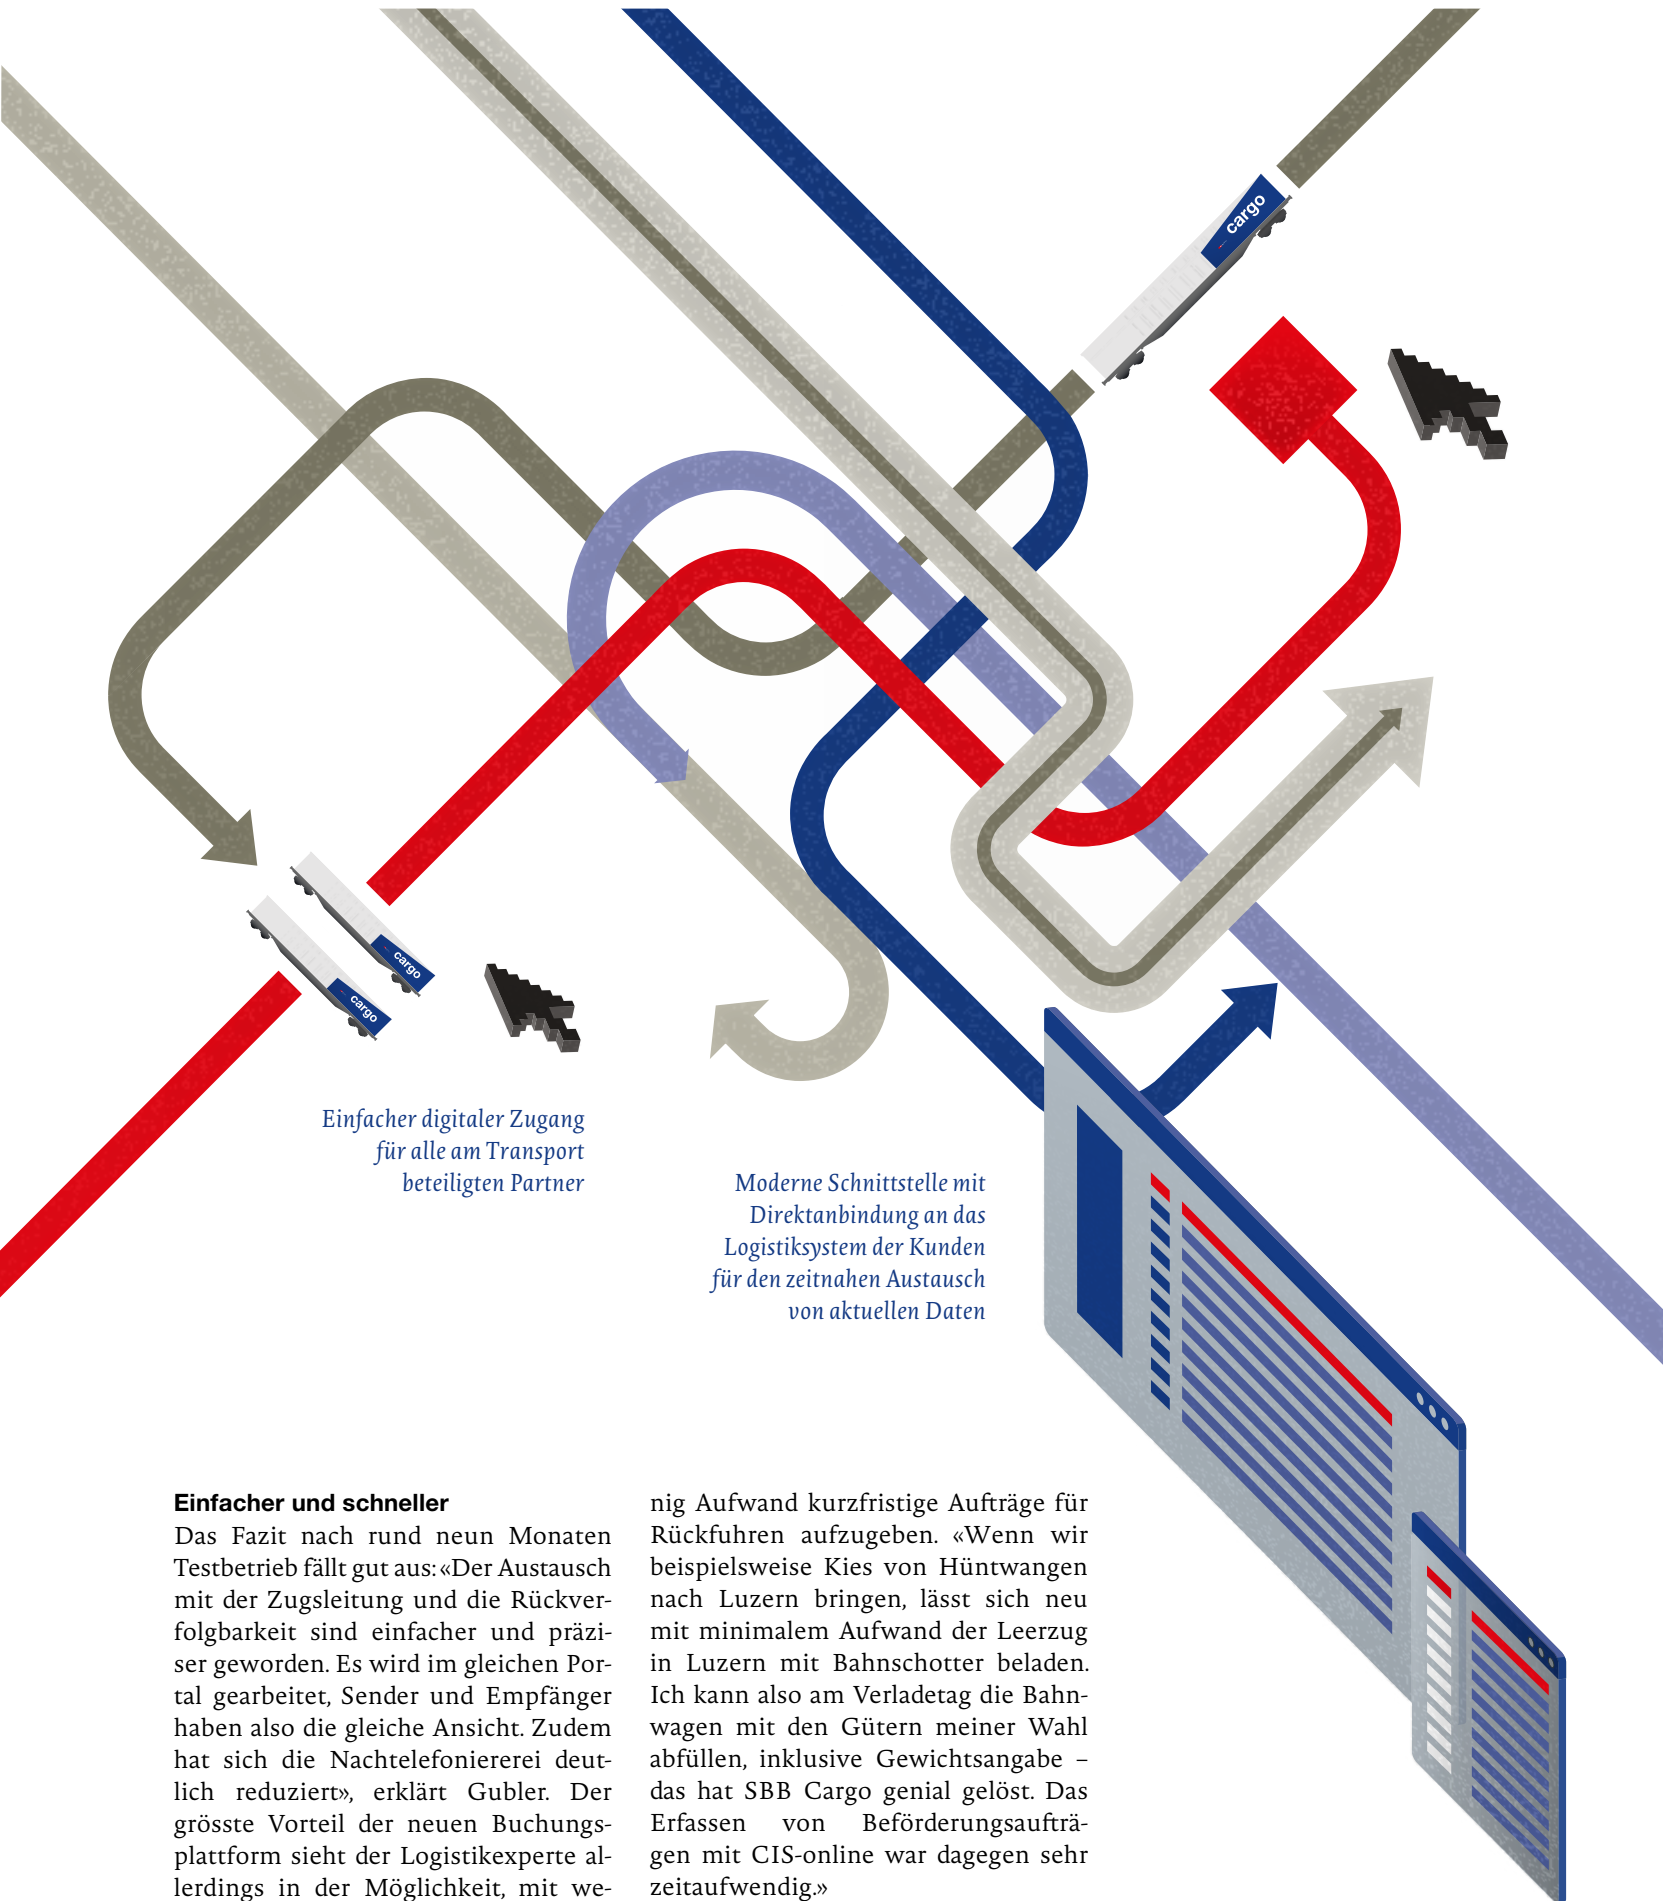 cargo
cargo
cargo
Einfacher digitaler Zugang
für alle am Transport
beteiligten Partner
Moderne Schnittstelle mit
Direktanbindung an das
Logistiksystem der Kunden
für den zeitnahen Austausch
von aktuellen Daten
Einfacher und schneller
Das Fazit nach rund neun Monaten
Testbetrieb fällt gut aus: «Der Austausch
mit der Zugsleitung und die Rückver-
folgbarkeit sind einfacher und präzi-
ser geworden. Es wird im gleichen Por-
tal gearbeitet, Sender und Empfänger
haben also die gleiche Ansicht. Zudem
hat sich die Nachtelefoniererei deut-
lich reduziert», erklärt Gubler. Der
grösste Vorteil der neuen Buchungs-
plattform sieht der Logistikexperte al-
lerdings in der Möglichkeit, mit we-
nig Aufwand kurzfristige Aufträge für
Rückfuhren aufzugeben. «Wenn wir
beispielsweise Kies von Hüntwangen
nach Luzern bringen, lässt sich neu
mit minimalem Aufwand der Leerzug
in Luzern mit Bahnschotter beladen.
Ich kann also am Verladetag die Bahn-
wagen mit den Gütern meiner Wahl
abfüllen, inklusive Gewichtsangabe –
das hat SBB Cargo genial gelöst. Das
Erfassen von Beförderungsaufträ-
gen mit CIS-online war dagegen sehr
zeitaufwendig.»